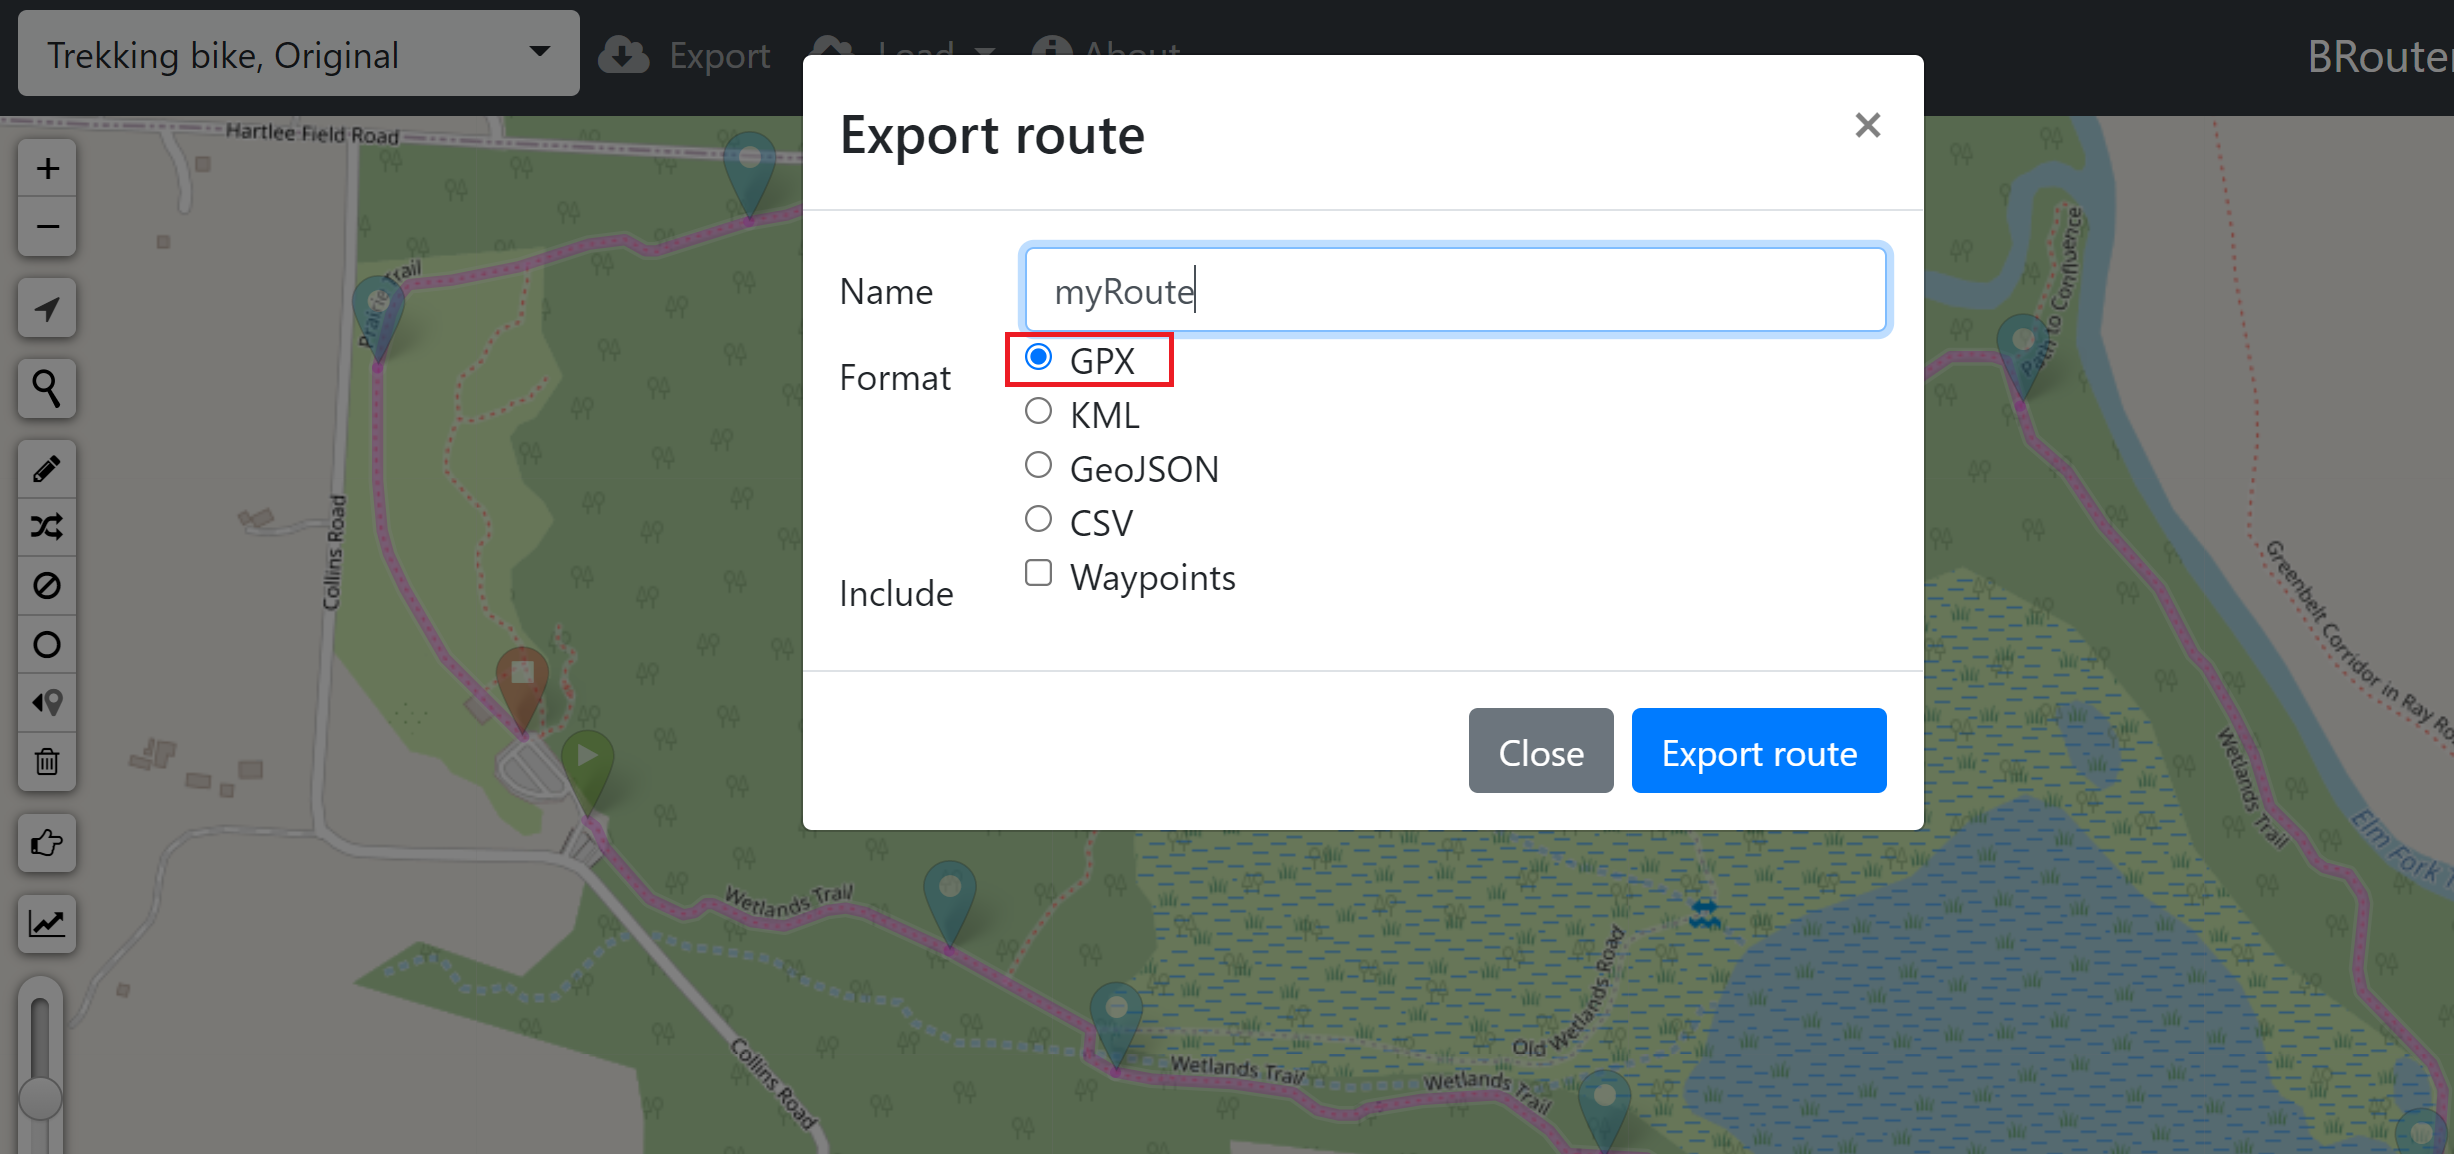 Trekking bike, Original
Export
Load
About
BRouter
Export route
×
Name
myRoute
Format
GPX
KML
GeoJSON
CSV
Include
Waypoints
Close
Export route
Hartlee Field Road
Prairie Trail
Collins Road
Path to Confluence
Greenbelt Corridor in Ray Ro
Wetlands Trail
Elm Fork T
Wetlands Trail
Old Wetlands Road
Wetlands Trail
Wetlands Trail
Collins Road